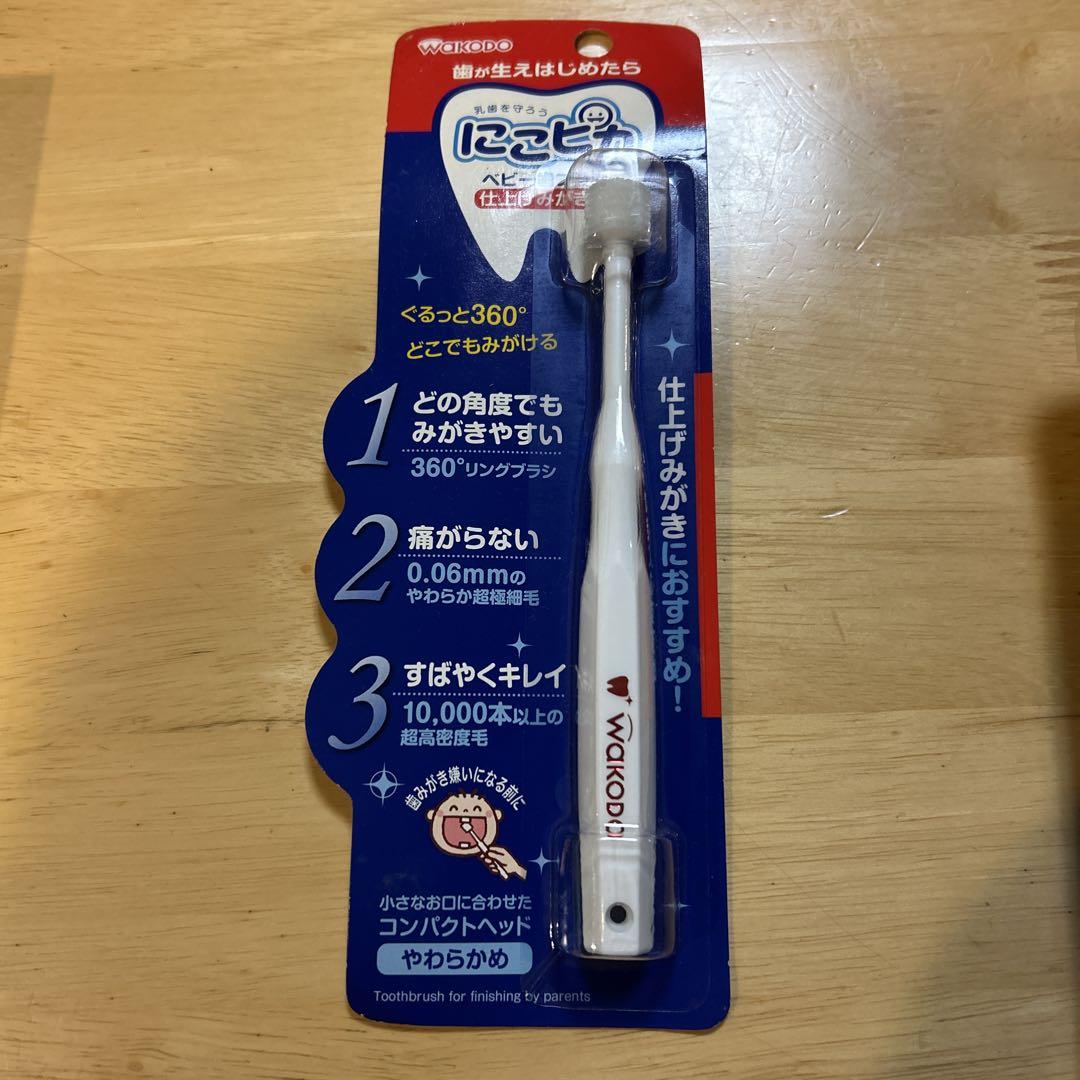 WAKODO
歯が生えはじめたら
乳歯を守ろう
にこピカ
ベビー
仕上げみがき
ぐるっと360°
どこでもみがける
1
どの角度でも
みがきやすい
360°リングブラシ
2
痛がらない
0.06mmの
やわらか超極細毛
3
すばやくキレイ
10,000本以上の
超高密度毛
歯みがき嫌いになる前に
小さなお口に合わせた
コンパクトヘッド
やわらかめ
Toothbrush for finishing by parents
仕上げみがきにおすすめ!
WAKODO